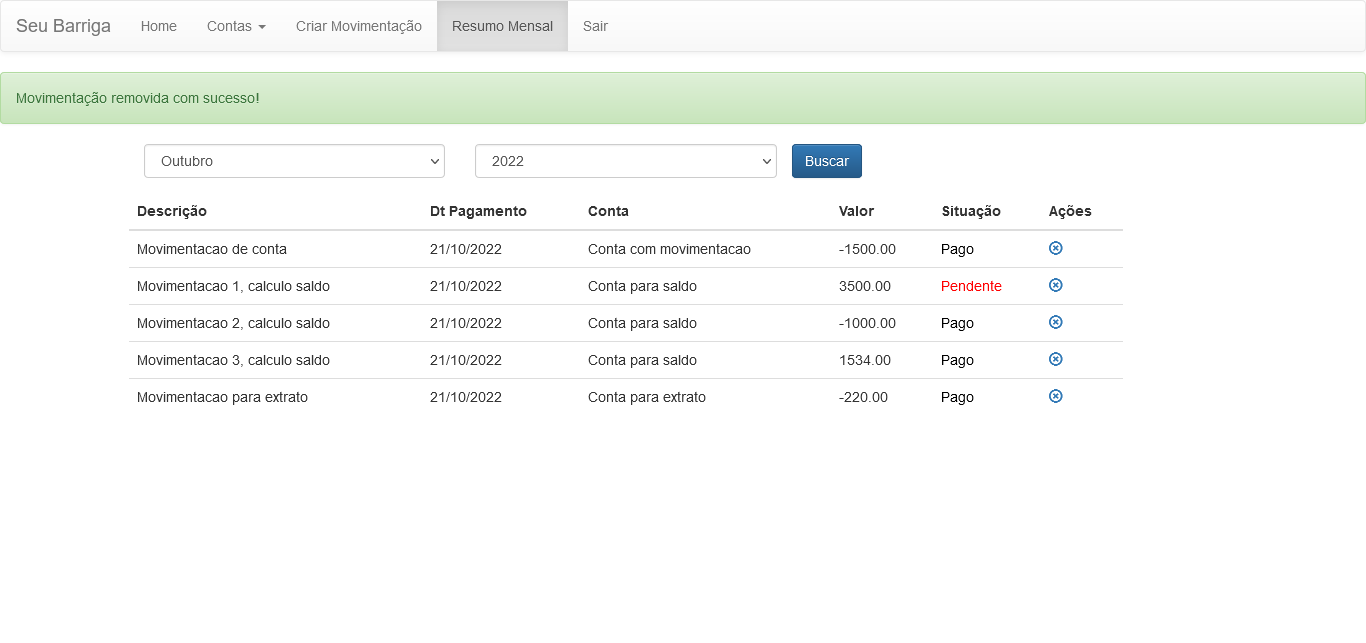 Seu Barriga Home Contas Criar Movimentação Resumo Mensal Sair
Movimentação removida com sucesso!
Outubro 2022 Buscar
Descrição Dt Pagamento Conta Valor Situação Ações
Movimentacao de conta 21/10/2022 Conta com movimentacao -1500.00 Pago
Movimentacao 1, calculo saldo 21/10/2022 Conta para saldo 3500.00 Pendente
Movimentacao 2, calculo saldo 21/10/2022 Conta para saldo -1000.00 Pago
Movimentacao 3, calculo saldo 21/10/2022 Conta para saldo 1534.00 Pago
Movimentacao para extrato 21/10/2022 Conta para extrato -220.00 Pago